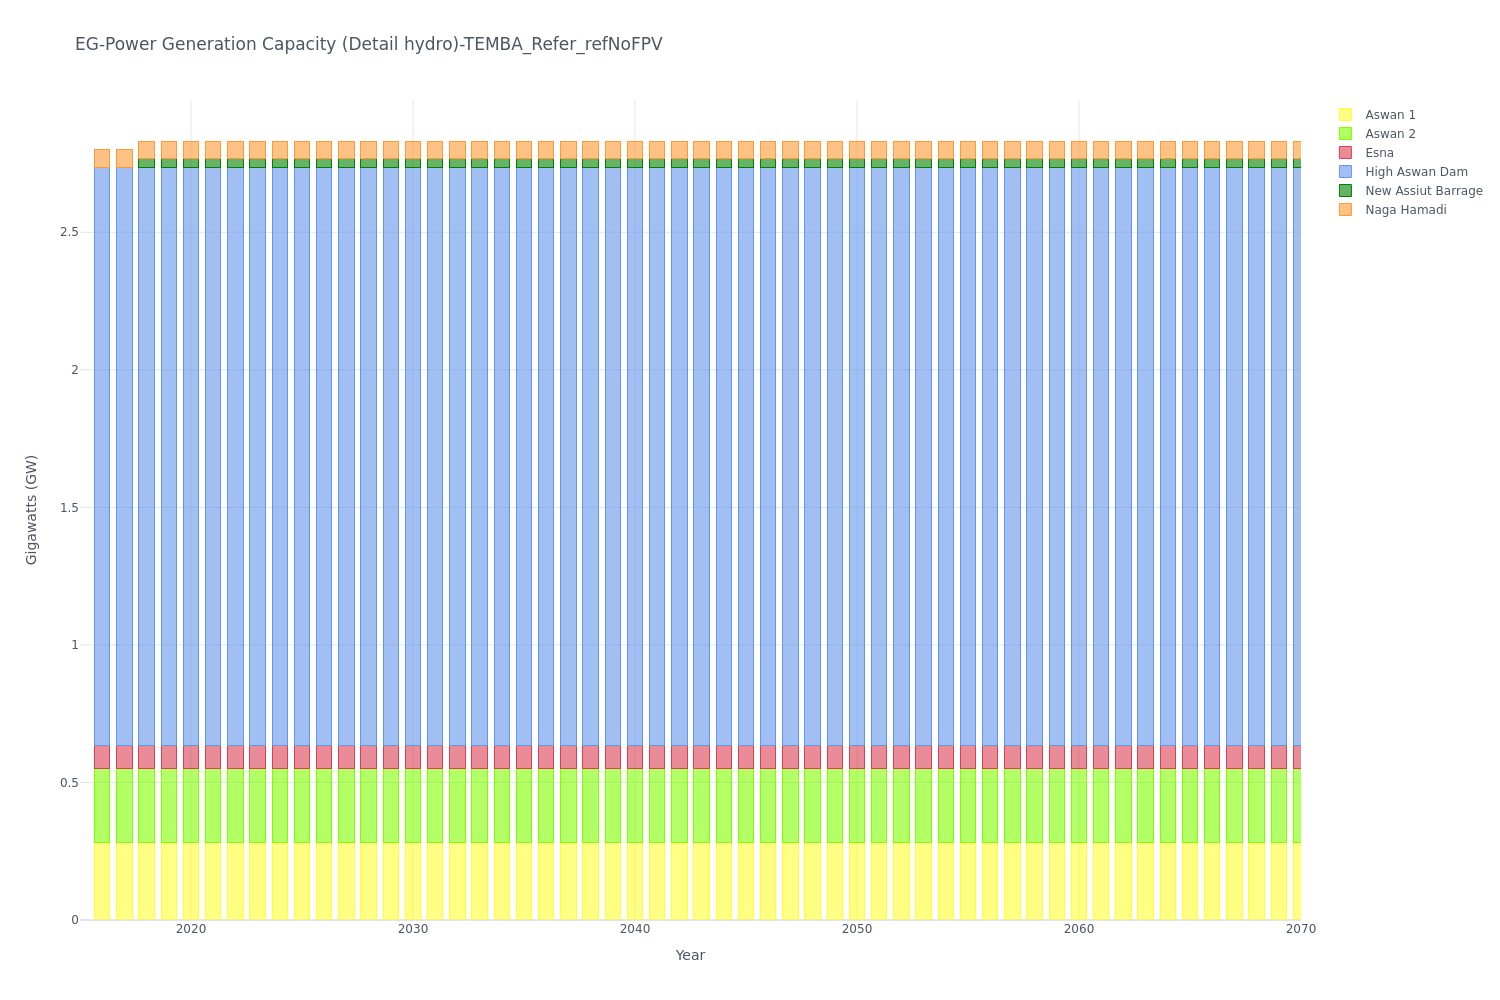 EG-Power Generation Capacity (Detail hydro)-TEMBA_Refer_refNoFPV
Aswan 1
Aswan 2
Esna
High Aswan Dam
New Assiut Barrage
Naga Hamadi
Gigawatts (GW)
2.5
2
1.5
1
0.5
0
2020 2030 2040 2050 2060 2070
Year